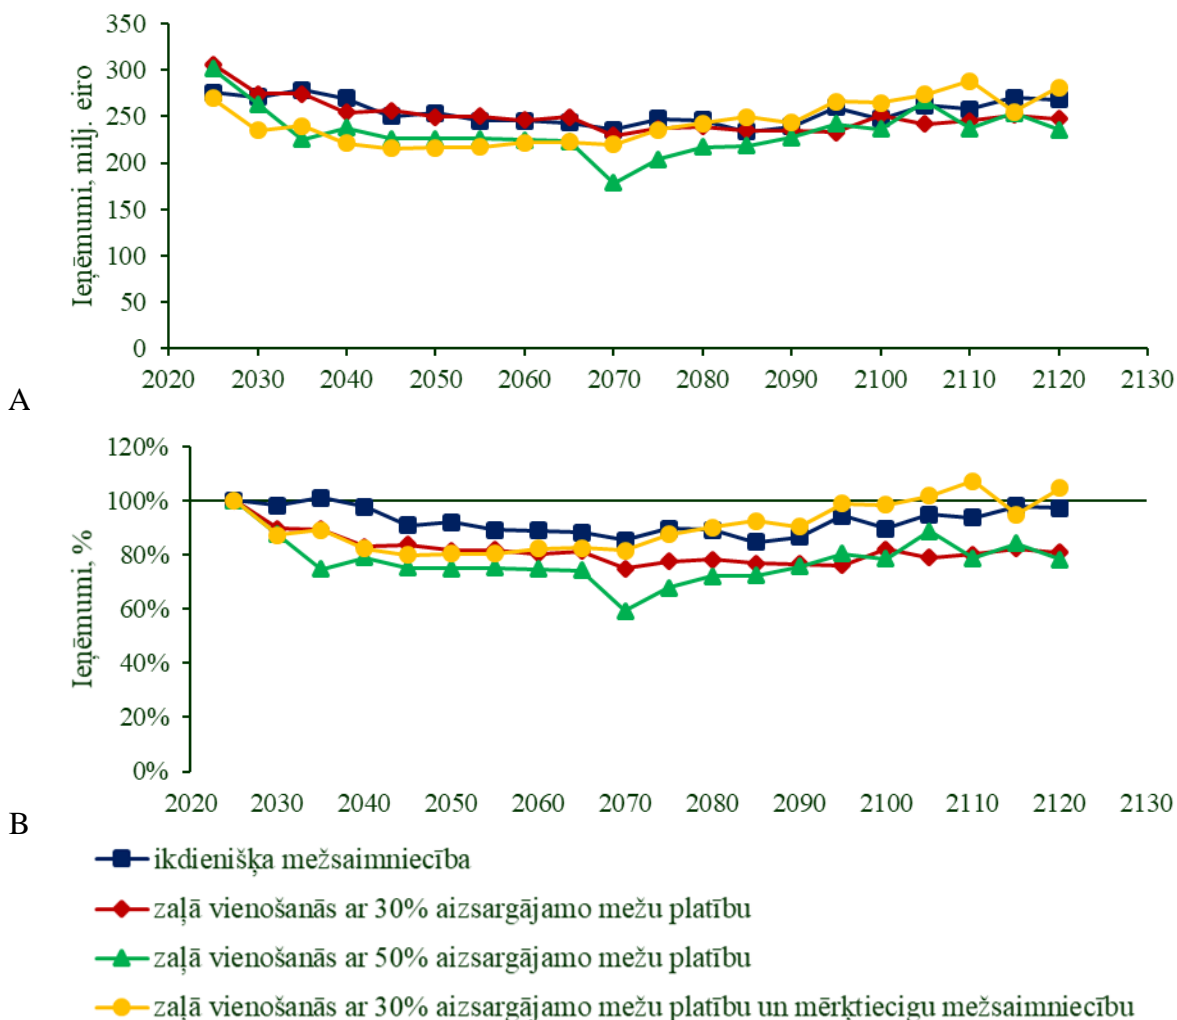 Ieņēmumi, milj. eiro
350
300
250
200
150
100
50
0
2020 2030 2040 2050 2060 2070 2080 2090 2100 2110 2120 2130
A
Ieņēmumi, %
120%
100%
80%
60%
40%
20%
0%
2020 2030 2040 2050 2060 2070 2080 2090 2100 2110 2120 2130
B
ikdienišķa mežsaimniecība
zaļā vienošanās ar 30% aizsargājamo mežu platību
zaļā vienošanās ar 50% aizsargājamo mežu platību
zaļā vienošanās ar 30% aizsargājamo mežu platību un mērķtiecigu mežsaimniecību